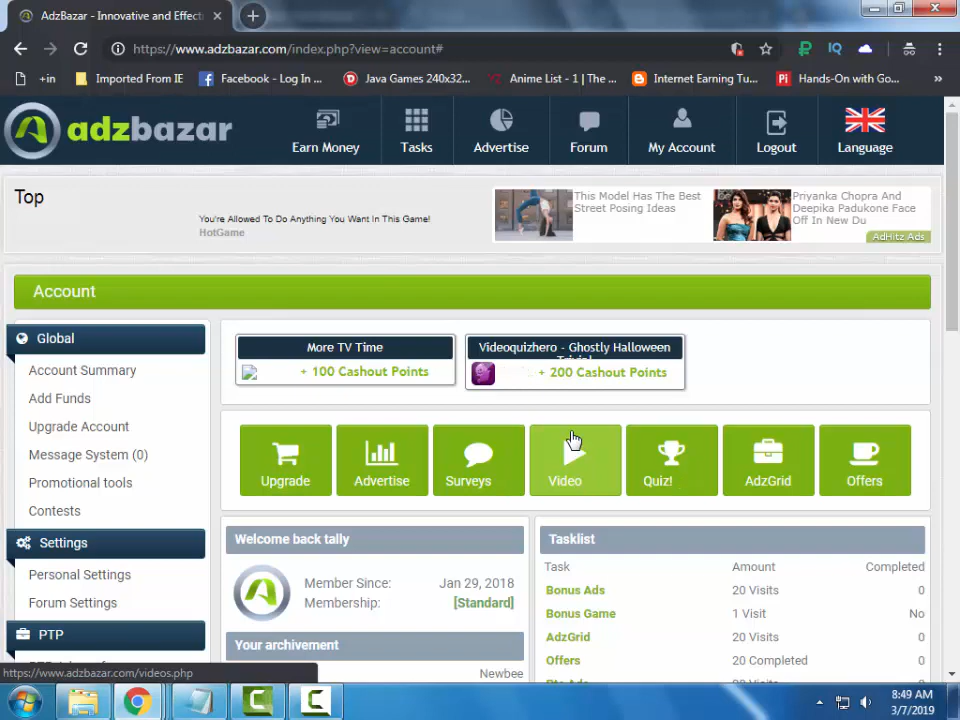 AdzBazar - Innovative and Effecti
https://www.adzbazar.com/index.php?view=account#
IQ
+in
Imported From IE
Facebook - Log In ...
Java Games 240x32...
Anime List - 1 | The ...
Internet Earning Tu...
Hands-On with Go...
»
adzbazar
Earn Money
Tasks
Advertise
Forum
My Account
Logout
Language
Top
You're Allowed To Do Anything You Want In This Game!
HotGame
This Model Has The Best
Street Posing Ideas
Priyanka Chopra And
Deepika Padukone Face
Off In New Du
AdHitz Ads
Account
Global
Account Summary
Add Funds
Upgrade Account
Message System (0)
Promotional tools
Contests
Settings
Personal Settings
Forum Settings
PTP
More TV Time
+ 100 Cashout Points
Videoquizhero - Ghostly Halloween
Trivia!
+ 200 Cashout Points
Upgrade
Advertise
Surveys
Video
Quiz!
AdzGrid
Offers
Welcome back tally
Member Since: Jan 29, 2018
Membership: [Standard]
Your archivement
Newbee
Tasklist
Task Amount Completed
Bonus Ads 20 Visits 0
Bonus Game 1 Visit No
AdzGrid 20 Visits 0
Offers 20 Completed 0
https://www.adzbazar.com/videos.php
8:49 AM
3/7/2019